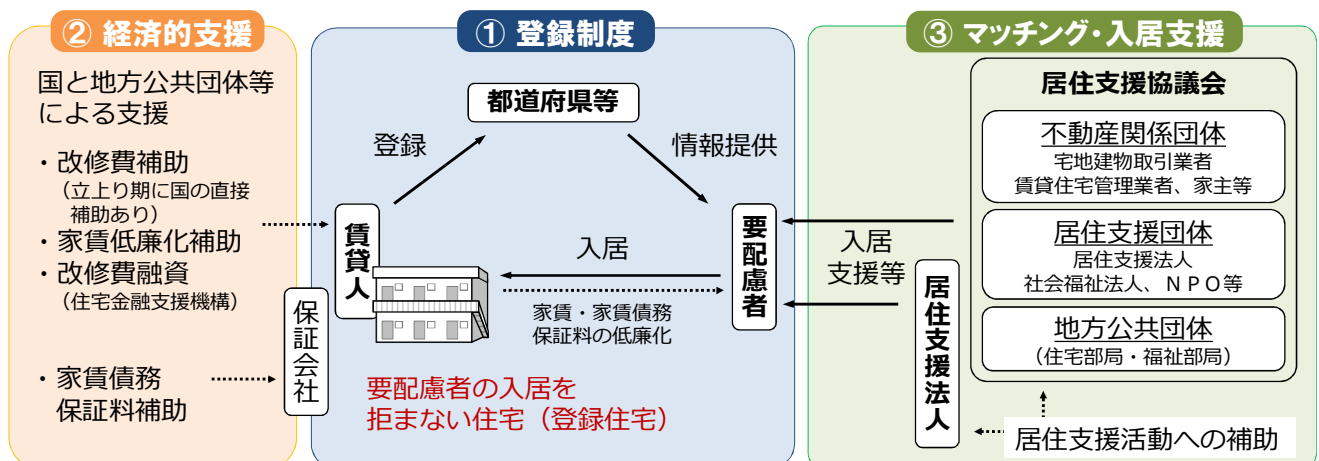 ② 経済的支援
国と地方公共団体等
による支援
・改修費補助
（立上り期に国の直接
補助あり）
・家賃低廉化補助
・改修費融資
（住宅金融支援機構）
・家賃債務
保証料補助
保証会社
① 登録制度
都道府県等
登録
情報提供
賃貸人
要配慮者
入居
家賃・家賃債務
保証料の低廉化
要配慮者の入居を
拒まない住宅（登録住宅）
③ マッチング・入居支援
居住支援協議会
不動産関係団体
宅地建物取引業者
賃貸住宅管理業者、家主等
居住支援団体
居住支援法人
社会福祉法人、ＮＰＯ等
地方公共団体
（住宅部局・福祉部局）
入居
支援等
居住支援法人
居住支援活動への補助